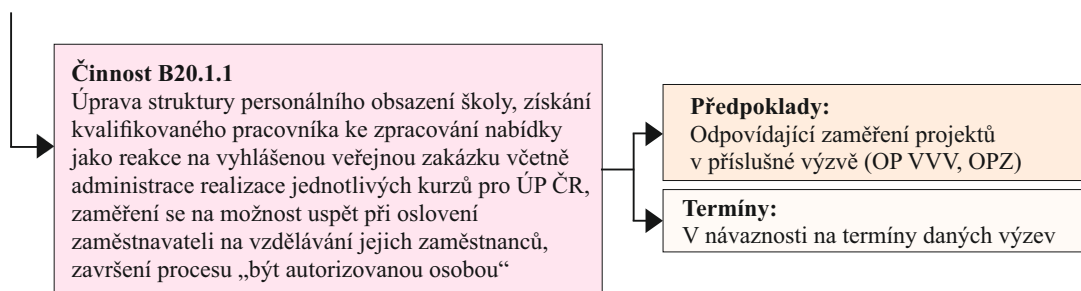 Činnost B20.1.1
Úprava struktury personálního obsazení školy, získání
kvalifikovaného pracovníka ke zpracování nabídky
jako reakce na vyhlášenou veřejnou zakázku včetně
administrace realizace jednotlivých kurzů pro ÚP ČR,
zaměření se na možnost uspět při oslovení
zaměstnavateli na vzdělávání jejich zaměstnanců,
završení procesu „být autorizovanou osobou“
Předpoklady:
Odpovídající zaměření projektů
v příslušné výzvě (OP VVV, OPZ)
Termíny:
V návaznosti na termíny daných výzev